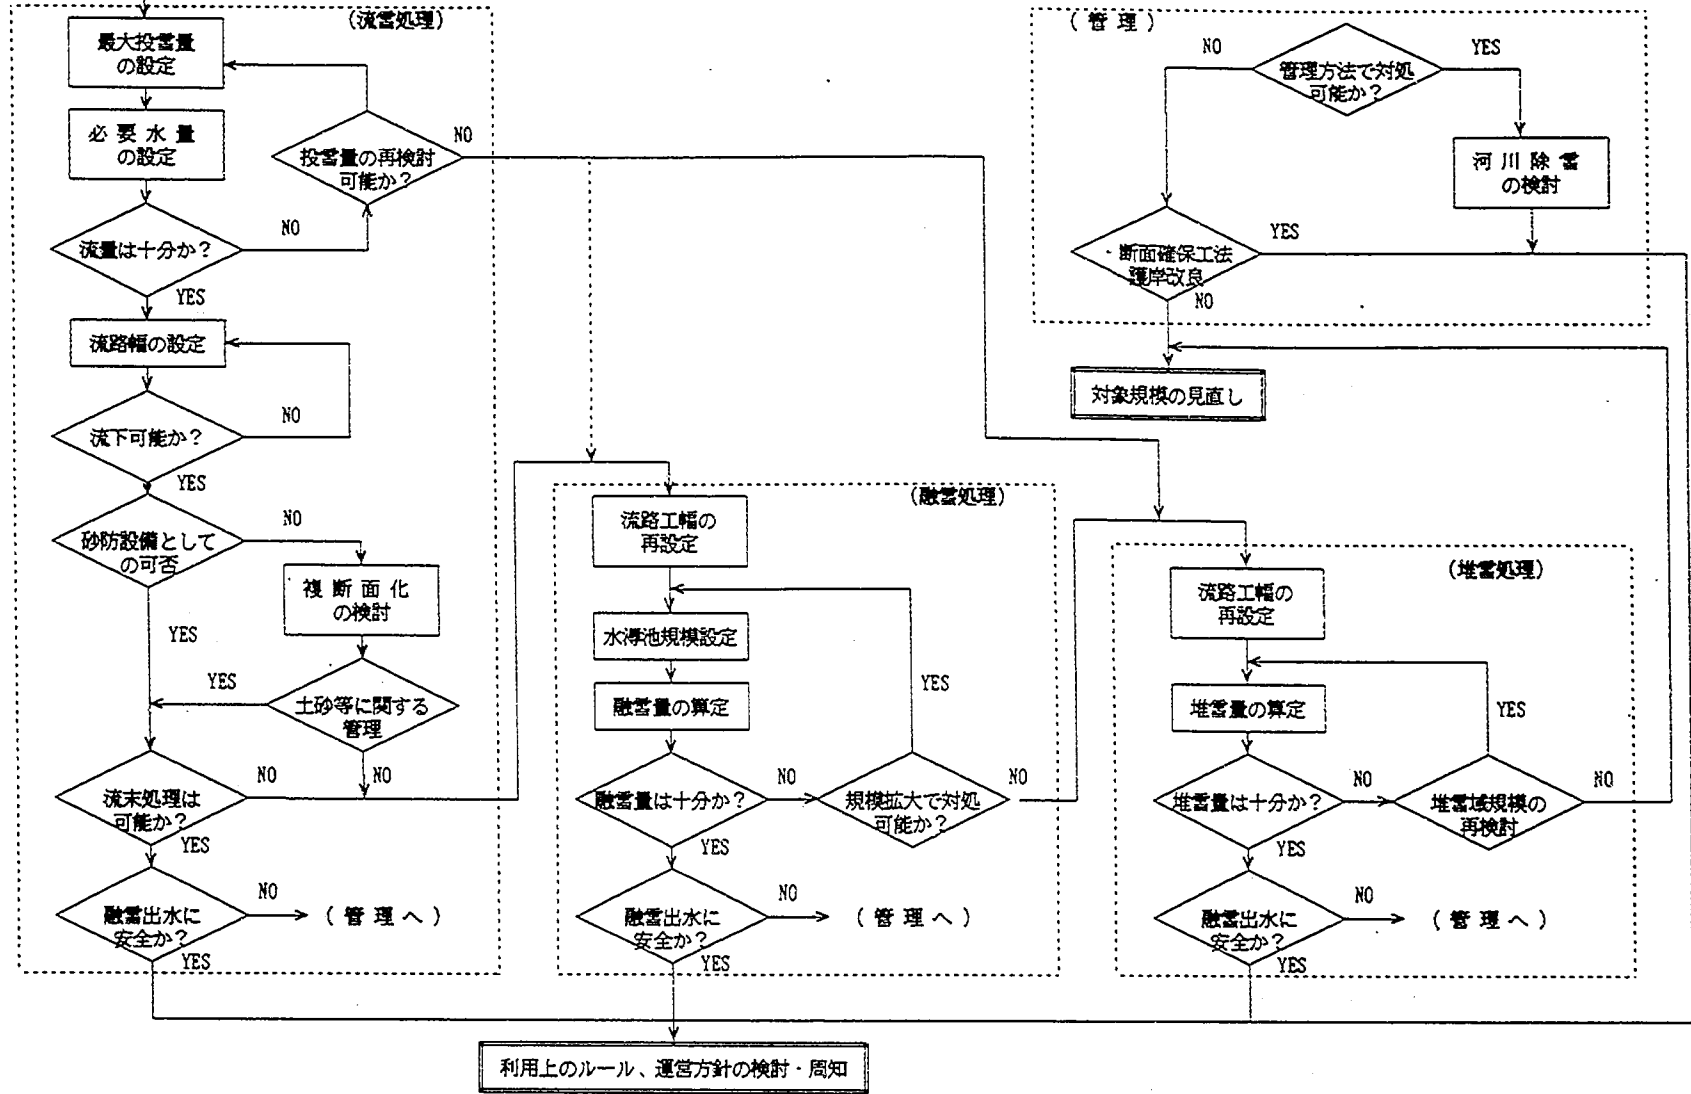 (流雪処理)
最大投雪量
の設定
必要水量
の設定
投雪量の再検討
可能か?
NO
流量は十分か?
NO
YES
流路幅の設定
流下可能か?
NO
YES
砂防設備として
の可否
NO
複断面化
の検討
YES
土砂等に関する
管理
YES
NO
流末処理は
可能か?
NO
YES
融雪出水に
安全か?
NO
(管理へ)
YES
(融雪処理)
流路工幅の
再設定
水溥池規模設定
融雪量の算定
YES
融雪量は十分か?
NO
規模拡大で対処
可能か?
NO
YES
融雪出水に
安全か?
NO
(管理へ)
YES
(管理)
管理方法で対処
可能か?
NO
YES
河川除雪
の検討
・断面確保工法
護岸改良
YES
NO
対象規模の見直し
(堆雪処理)
流路工幅の
再設定
堆雪量の算定
YES
堆雪量は十分か?
NO
堆雪域規模の
再検討
NO
YES
融雪出水に
安全か?
NO
(管理へ)
YES
利用上のルール、運営方針の検討・周知